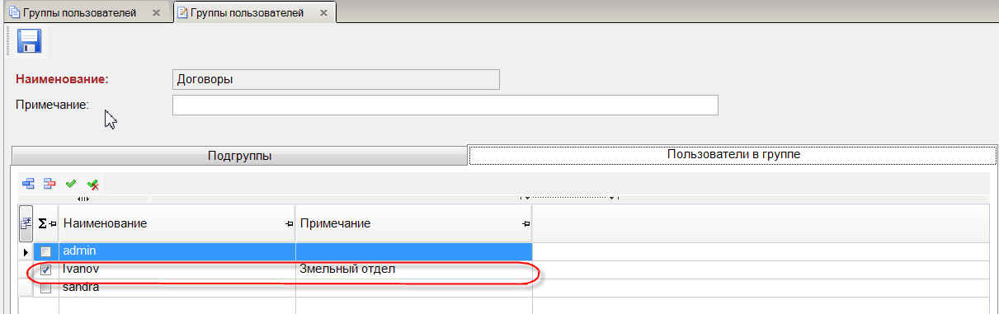 Группы пользователей Группы пользователей
Наименование: Договоры
Примечание:
Подгруппы Пользователи в группе
Σ Наименование Примечание
admin
Ivanov Змельный отдел
sandra